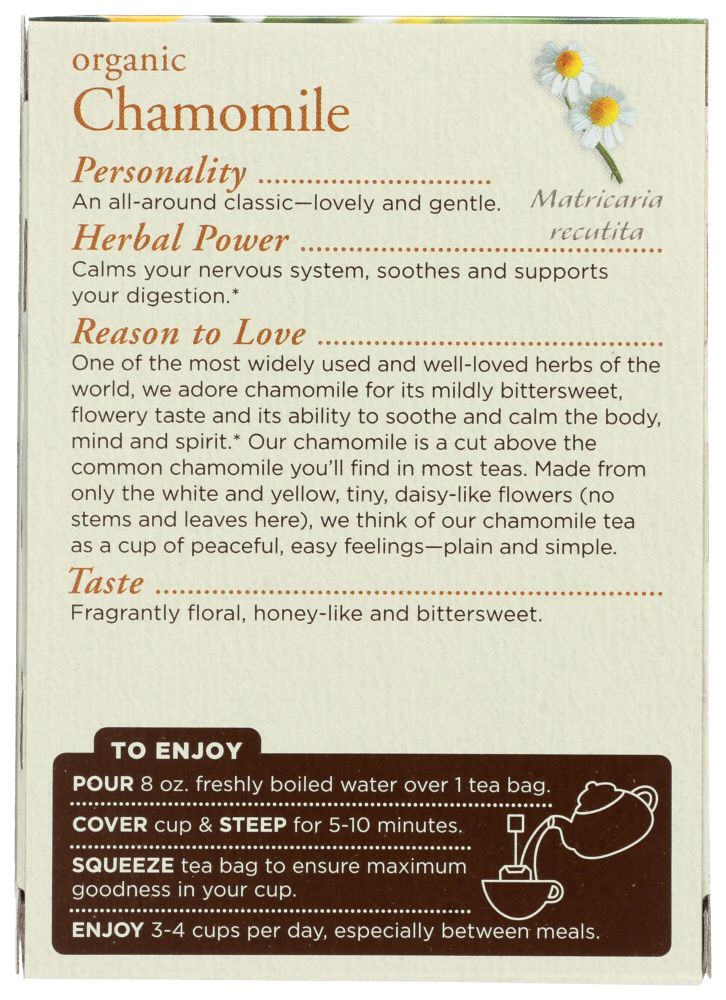 organic
Chamomile
Personality
An all-around classic—lovely and gentle.
Matricaria
recutita
Herbal Power
Calms your nervous system, soothes and supports
your digestion.*
Reason to Love
One of the most widely used and well-loved herbs of the
world, we adore chamomile for its mildly bittersweet,
flowery taste and its ability to soothe and calm the body,
mind and spirit.* Our chamomile is a cut above the
common chamomile you'll find in most teas. Made from
only the white and yellow, tiny, daisy-like flowers (no
stems and leaves here), we think of our chamomile tea
as a cup of peaceful, easy feelings—plain and simple.
Taste
Fragrantly floral, honey-like and bittersweet.
TO ENJOY
POUR 8 oz. freshly boiled water over 1 tea bag.
COVER cup & STEEP for 5-10 minutes.
SQUEEZE tea bag to ensure maximum
goodness in your cup.
ENJOY 3-4 cups per day, especially between meals.